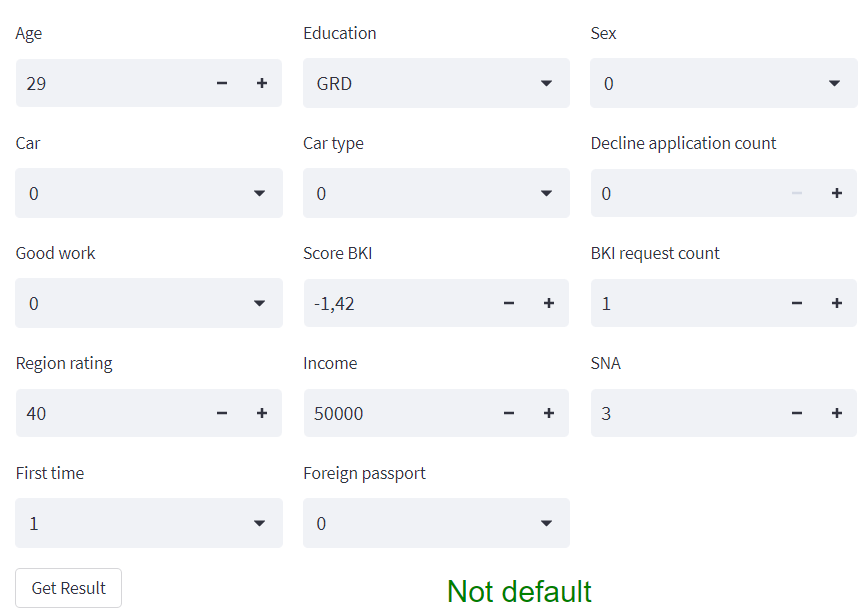 Age Education Sex
29 GRD 0
Car Car type Decline application count
0 0 0
Good work Score BKI BKI request count
0 -1,42 1
Region rating Income SNA
40 50000 3
First time Foreign passport
1 0
Get Result Not default